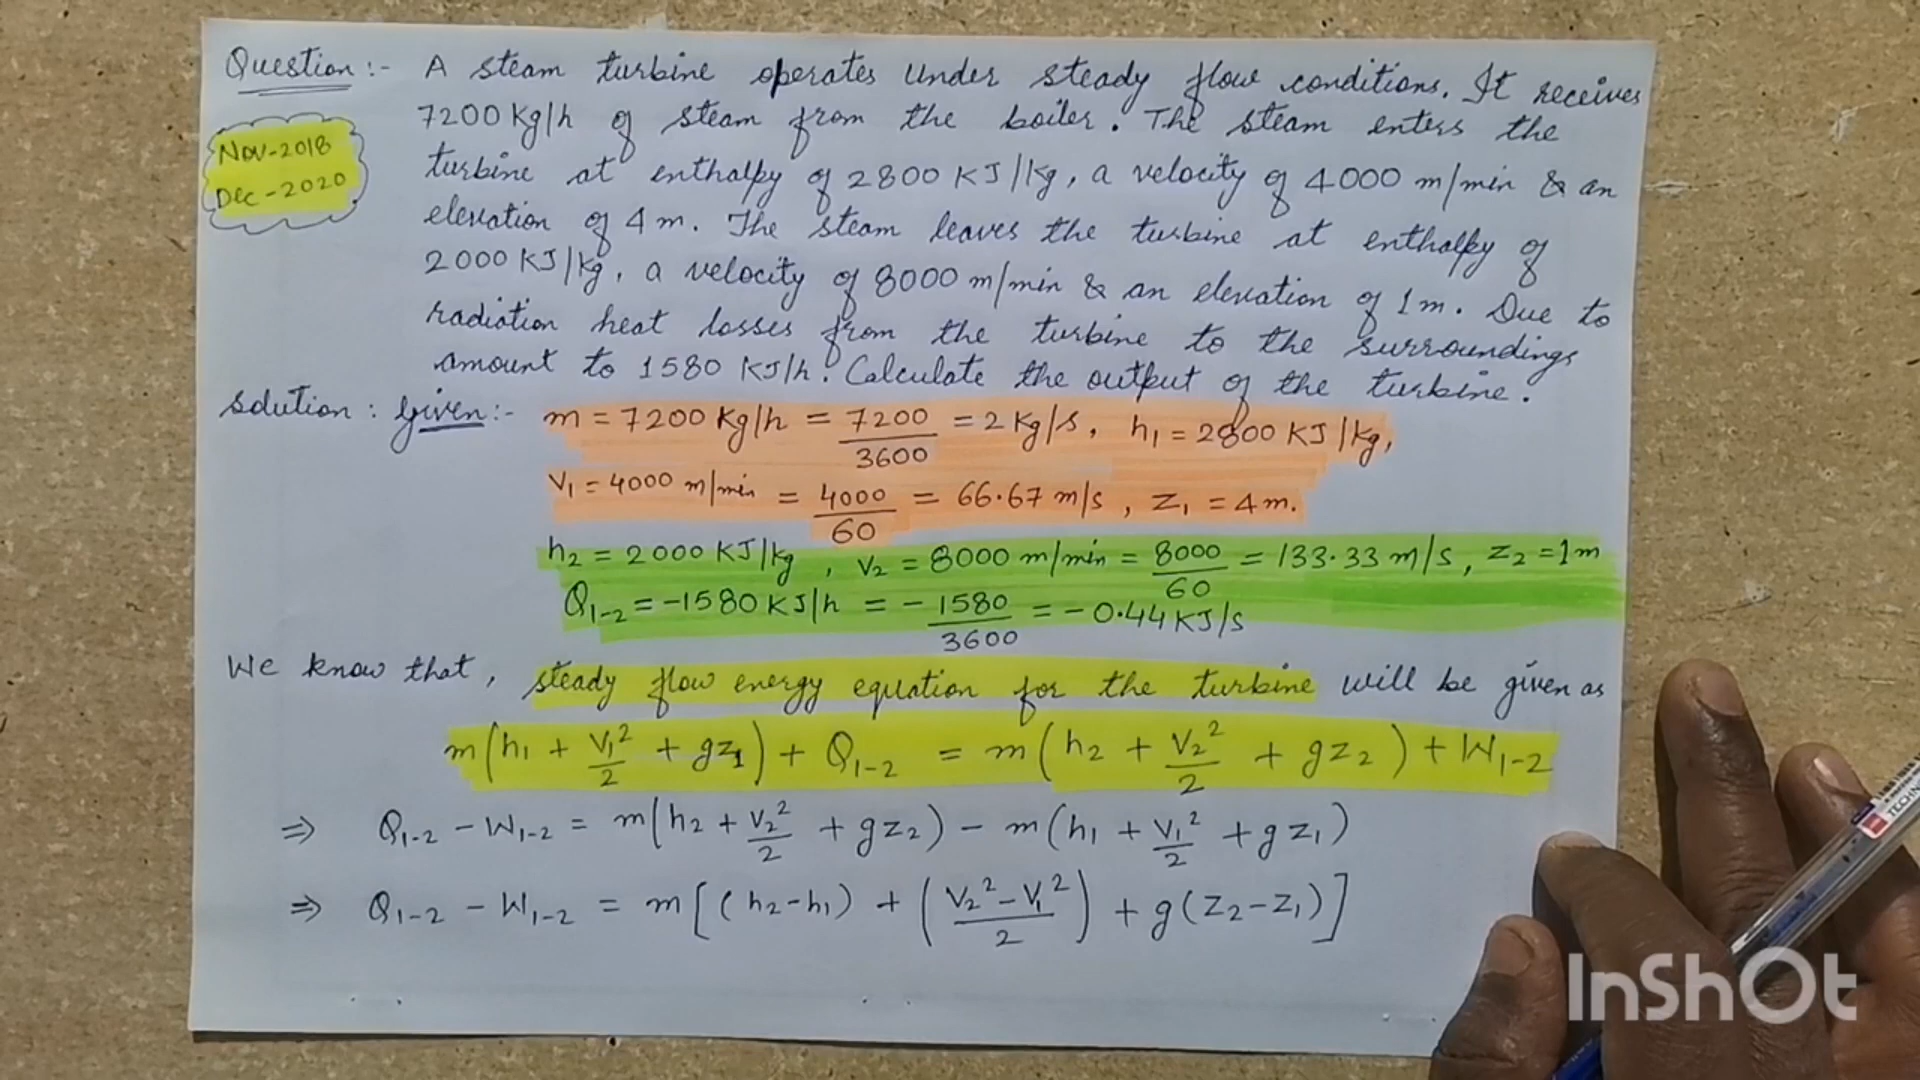 Question :- A steam turbine operates under steady flow conditions. It receives
7200 Kg/h of steam from the boiler. The steam enters the
Nov-2018
Dec-2020
turbine at enthalpy of 2800 KJ/Kg, a velocity of 4000 m/min & an
elevation of 4 m. The steam leaves the turbine at enthalpy of
2000 KJ/Kg, a velocity of 8000 m/min & an elevation of 1 m. Due to
radiation heat losses from the turbine to the surroundings
amount to 1580 KJ/h. Calculate the output of the turbine.
Solution : Given :- m = 7200 Kg/h = 7200/3600 = 2 Kg/s, h₁ = 2800 KJ/Kg,
V₁ = 4000 m/min = 4000/60 = 66.67 m/s, Z₁ = 4 m.
h₂ = 2000 KJ/Kg, V₂ = 8000 m/min = 8000/60 = 133.33 m/s, Z₂ = 1 m
Q₁₋₂ = -1580 KJ/h = - 1580/3600 = - 0.44 KJ/s
We know that, steady flow energy equation for the turbine will be given as
m(h₁ + V₁²/2 + gz₁) + Q₁₋₂ = m(h₂ + V₂²/2 + gz₂) + W₁₋₂
⇒ Q₁₋₂ - W₁₋₂ = m(h₂ + V₂²/2 + gz₂) - m(h₁ + V₁²/2 + gz₁)
⇒ Q₁₋₂ - W₁₋₂ = m[(h₂-h₁) + (V₂²-V₁²/2) + g(Z₂-Z₁)]
InShOt